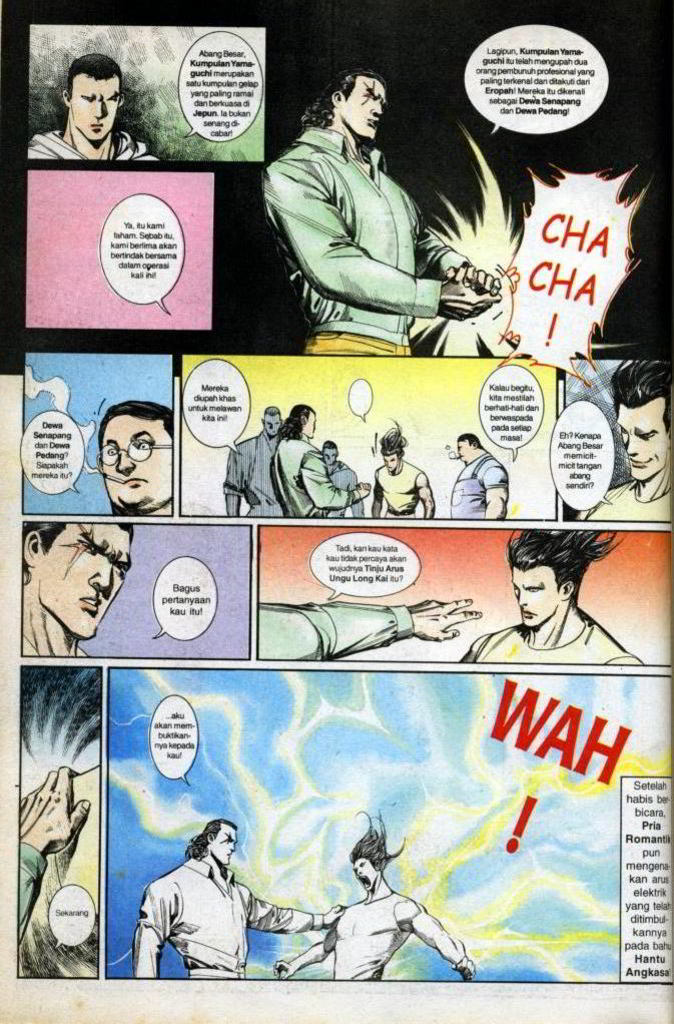 Abang Besar,
Kumpulan Yama-
guchi merupakan
satu kumpulan gelap
yang paling ramai
dan berkuasa di
Jepun. Ia bukan
senang di-
cabar!
Lagipun, Kumpulan Yama-
guchi itu telah mengupah dua
orang pembunuh profesional yang
paling terkenal dan ditakuti dari
Eropah! Mereka itu dikenali
sebagai Dewa Senapang
dan Dewa Pedang!
Ya, itu kami
faham. Sebab itu,
kami berlima akan
bertindak bersama
dalam operasi
kali ini!
CHA
CHA
!
Dewa
Senapang
dan Dewa
Pedang?
Siapakah
mereka itu?
Mereka
diupah khas
untuk melawan
kita ini!
Kalau begitu,
kita mestilah
berhati-hati dan
berwaspada
pada setiap
masa!
Eh? Kenapa
Abang Besar
memicit-
micit tangan
abang
sendiri?
Bagus
pertanyaan
kau itu!
Tadi, kan kau kata
kau tidak percaya akan
wujudnya Tinju Arus
Ungu Long Kai itu?
Sekarang
...aku
akan mem-
buktikan-
nya kepada
kau!
WAH
!
Setelah
habis ber-
bicara,
Pria
Romantik
pun
mengena-
kan arus
elektrik
yang telah
ditimbul-
kannya
pada bahu
Hantu
Angkasa!